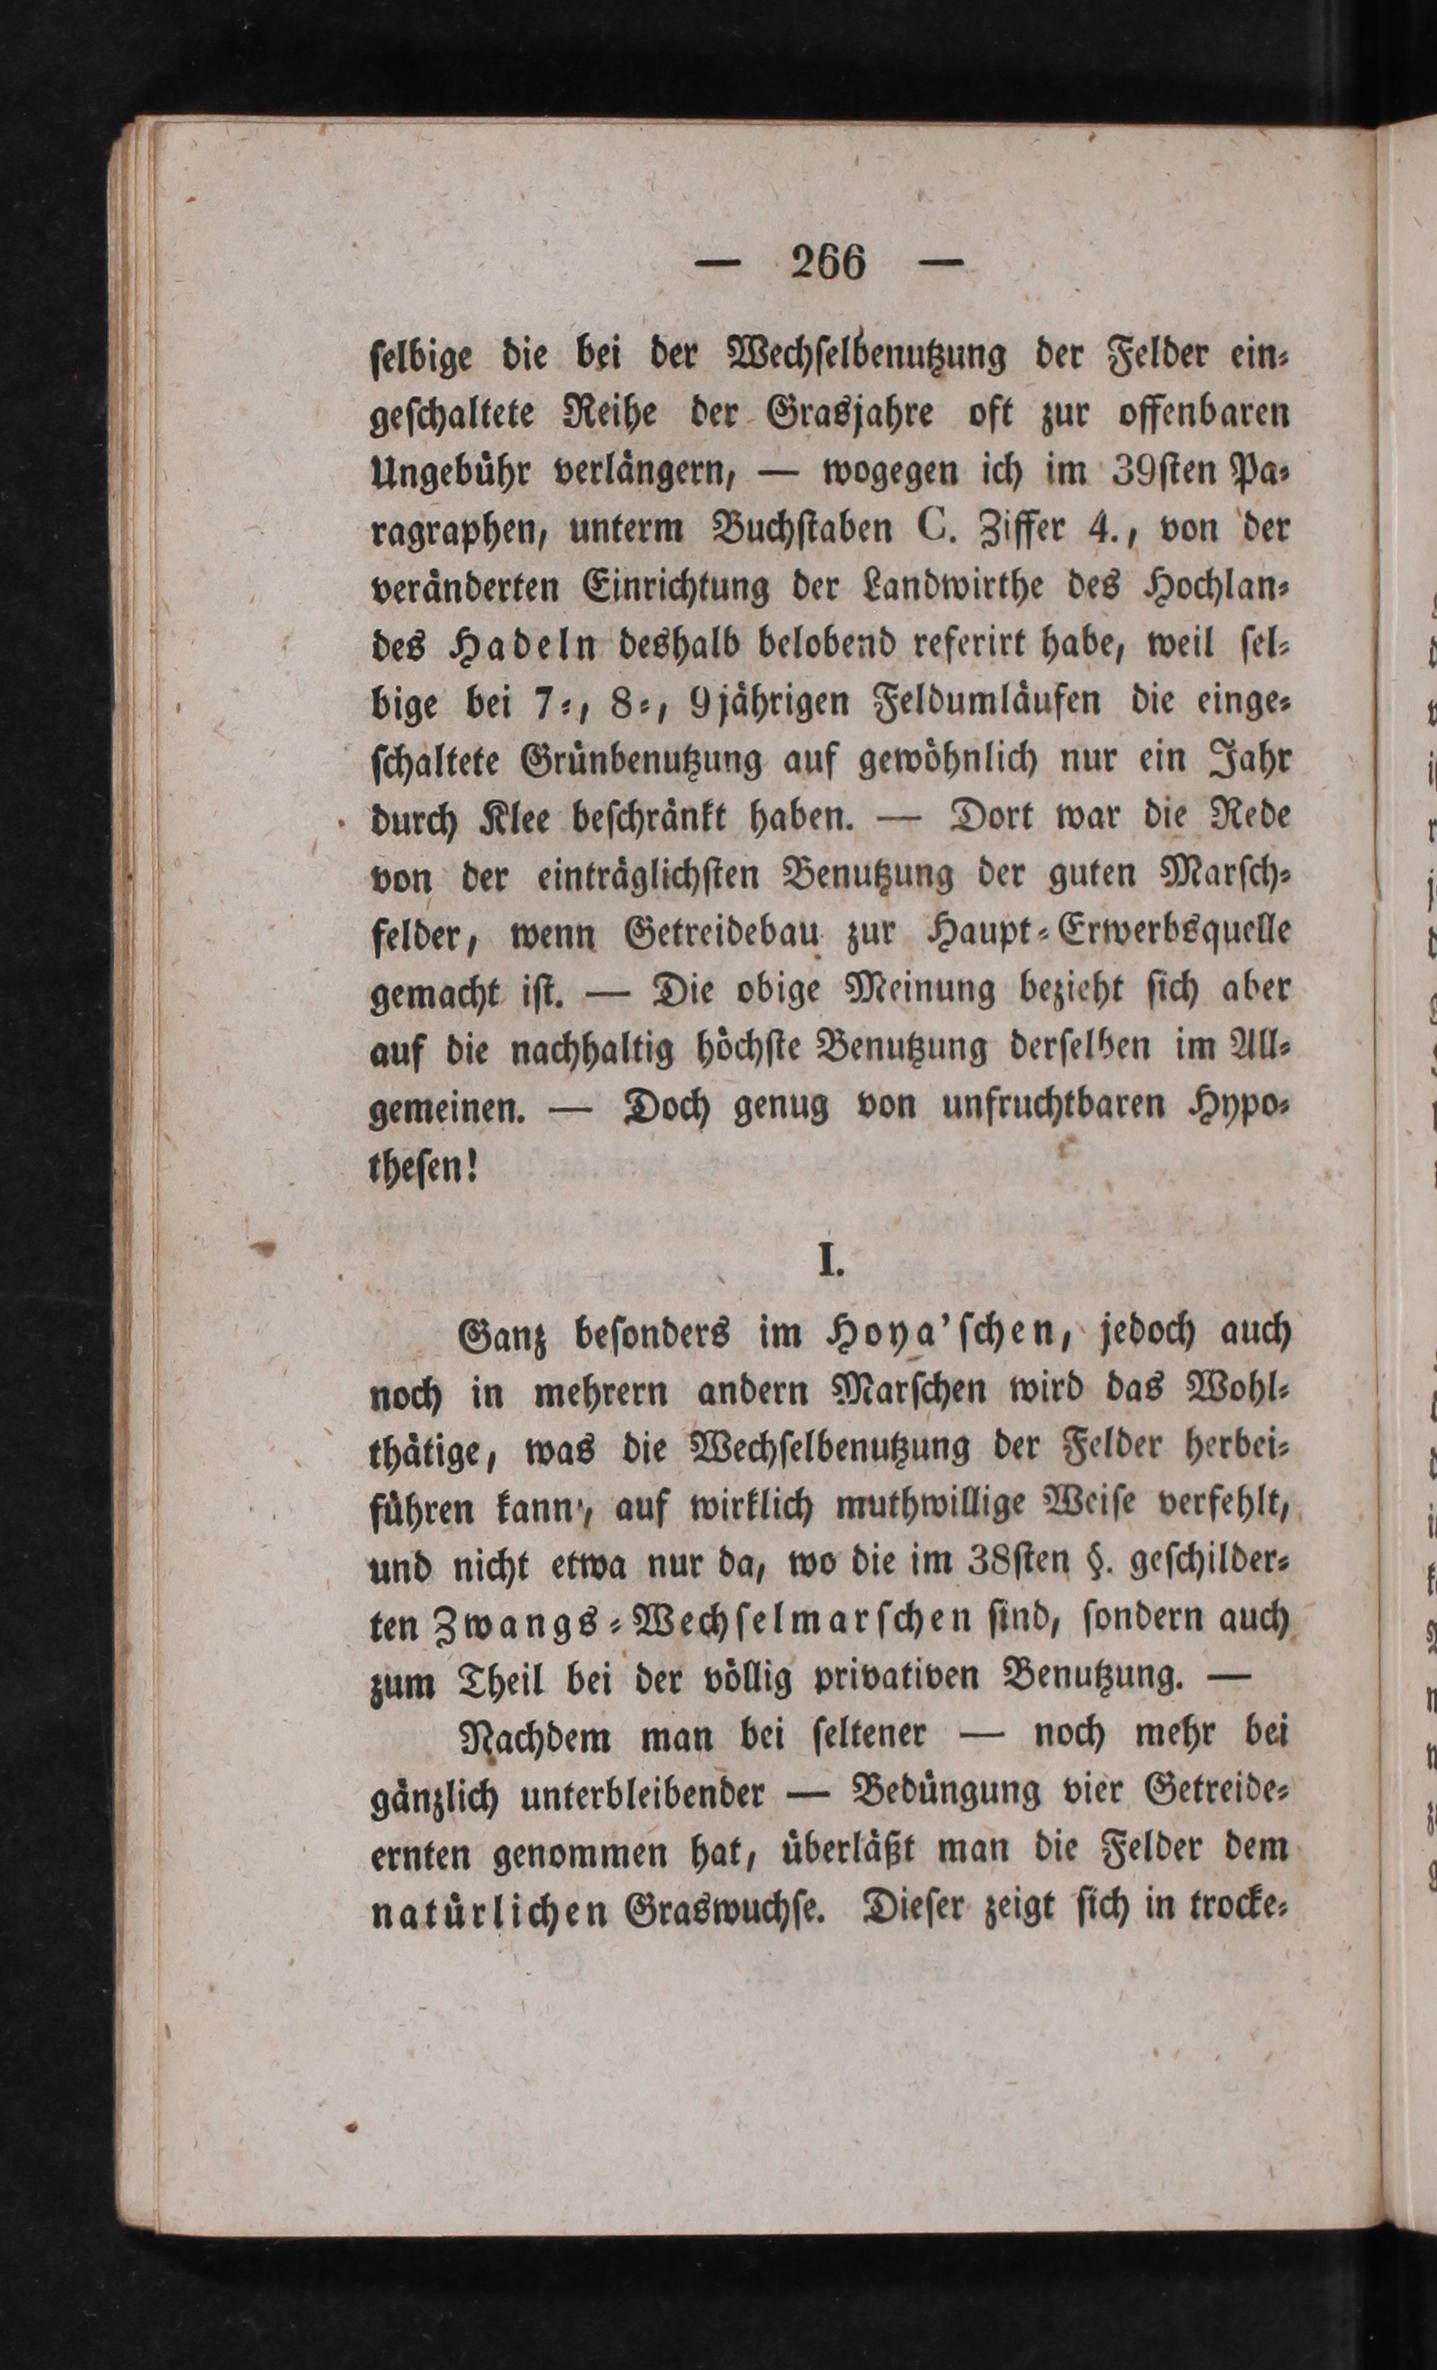 — 266 —
ſelbige die bei der Wechſelbenutzung der Felder ein⸗
geſchaltete Reihe der Grasjahre oft zur offenbaren
Ungebühr verlängern, — wogegen ich im 39ſten Pa⸗
ragraphen, unterm Buchſtaben C. Ziffer 4., von der
veränderten Einrichtung der Landwirthe des Hochlan⸗
des Hadeln deshalb belobend referirt habe, weil ſel⸗
bige bei 7⸗, 8⸗, 9jährigen Feldumläufen die einge⸗
ſchaltete Grünbenutzung auf gewöhnlich nur ein Jahr
durch Klee beſchränkt haben. — Dort war die Rede
von der einträglichſten Benutzung der guten Marſch⸗
felder, wenn Getreidebau zur Haupt⸗Erwerbsquelle
gemacht iſt. — Die obige Meinung bezieht ſich aber
auf die nachhaltig höchſte Benutzung derſelben im All⸗
gemeinen. — Doch genug von unfruchtbaren Hypo⸗
theſen!
I.
Ganz beſonders im Hoya'ſchen, jedoch auch
noch in mehrern andern Marſchen wird das Wohl⸗
thätige, was die Wechſelbenutzung der Felder herbei⸗
führen kann, auf wirklich muthwillige Weiſe verfehlt,
und nicht etwa nur da, wo die im 38ſten §. geſchilder⸗
ten Zwangs⸗Wechſelmarſchen ſind, ſondern auch
zum Theil bei der völlig privativen Benutzung. —
Nachdem man bei ſeltener — noch mehr bei
gänzlich unterbleibender — Bedüngung vier Getreide⸗
ernten genommen hat, überläßt man die Felder dem
natürlichen Graswuchſe. Dieſer zeigt ſich in trocke⸗